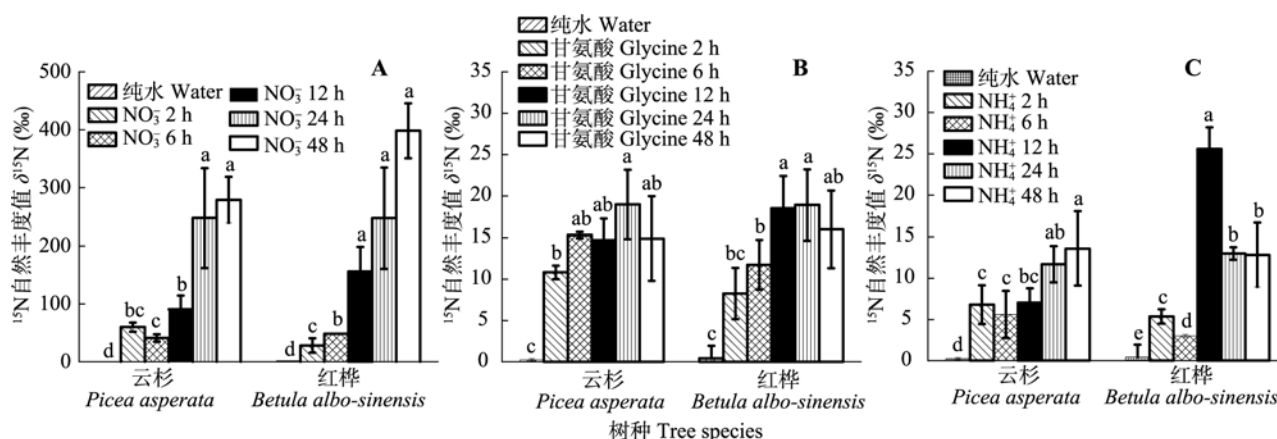 A
¹⁵N自然丰度值 δ¹⁵N (‰)
500
400
300
200
100
0
纯水 Water
NO₃⁻ 2 h
NO₃⁻ 6 h
NO₃⁻ 12 h
NO₃⁻ 24 h
NO₃⁻ 48 h
d bc c b a a
d c b a a a
云杉 红桦
Picea asperata Betula albo-sinensis
B
¹⁵N自然丰度值 δ¹⁵N (‰)
35
30
25
20
15
10
5
0
纯水 Water
甘氨酸 Glycine 2 h
甘氨酸 Glycine 6 h
甘氨酸 Glycine 12 h
甘氨酸 Glycine 24 h
甘氨酸 Glycine 48 h
c b ab ab a ab
c b b a a ab
云杉 红桦
Picea asperata Betula albo-sinensis
树种 Tree species
C
¹⁵N自然丰度值 δ¹⁵N (‰)
35
30
25
20
15
10
5
0
纯水 Water
NH₄⁺ 2 h
NH₄⁺ 6 h
NH₄⁺ 12 h
NH₄⁺ 24 h
NH₄⁺ 48 h
d c c bc ab a
e c d a b b
云杉 红桦
Picea asperata Betula albo-sinensis